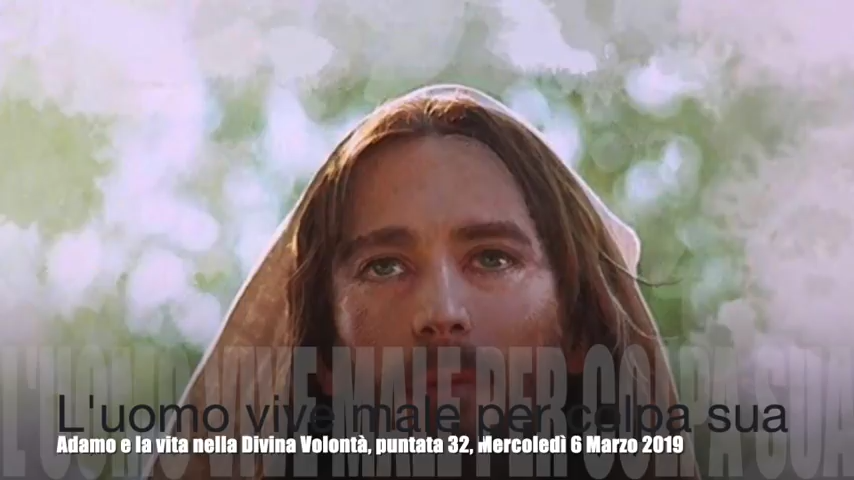 L'UOMO VIVE MALE PER COLPA SUA
L'uomo vive male per colpa sua
Adamo e la vita nella Divina Volontà, puntata 32, Mercoledì 6 Marzo 2019